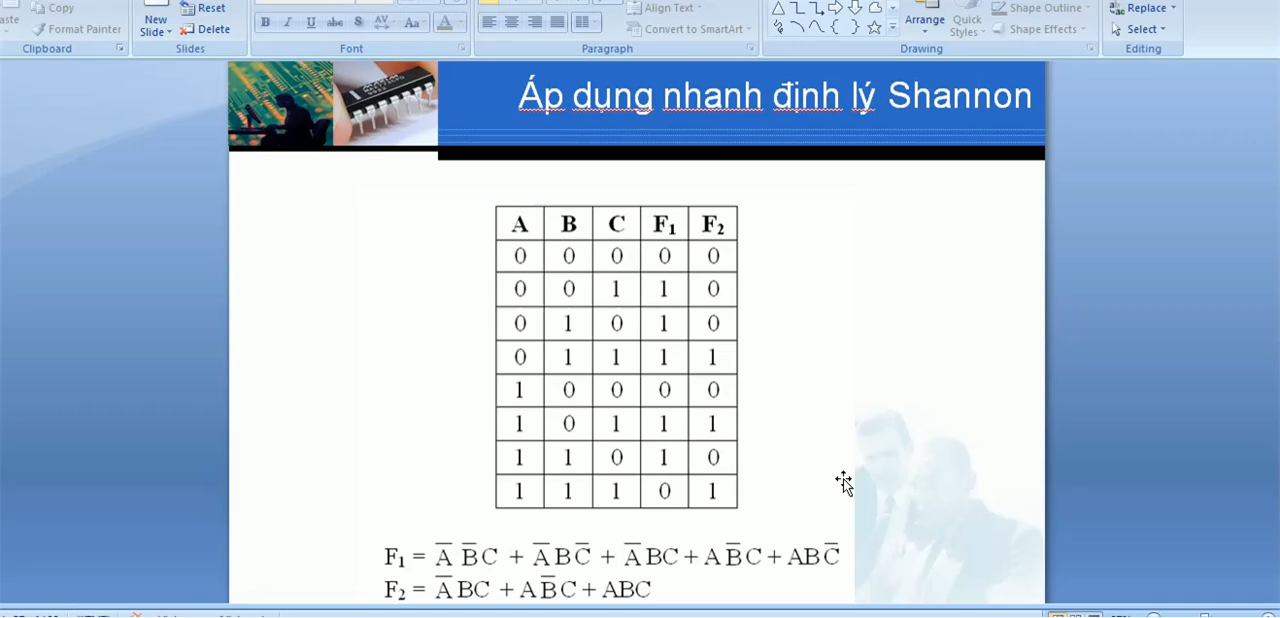 Copy
Format Painter
Clipboard
New
Slide
Reset
Delete
Slides
B I U abc S AV Aa A
Font
Align Text
Convert to SmartArt
Paragraph
Arrange
Quick
Styles
Shape Outline
Shape Effects
Drawing
Replace
Select
Editing
Áp dụng nhanh định lý Shannon
A B C F₁ F₂
0 0 0 0 0
0 0 1 1 0
0 1 0 1 0
0 1 1 1 1
1 0 0 0 0
1 0 1 1 1
1 1 0 1 0
1 1 1 0 1
F₁ = A̅ B̅ C + A̅ B C̅ + A̅ BC + A B̅ C + AB C̅
F₂ = A̅ BC + A B̅ C + ABC